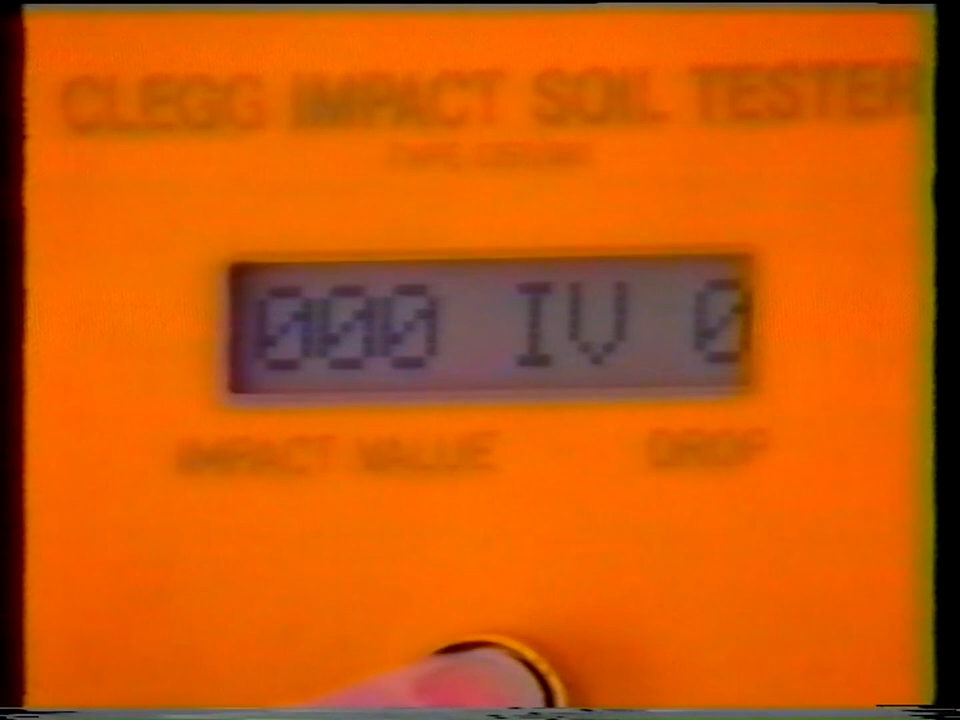 CLEGG IMPACT SOIL TESTER
000 IV 0
IMPACT VALUE DROP